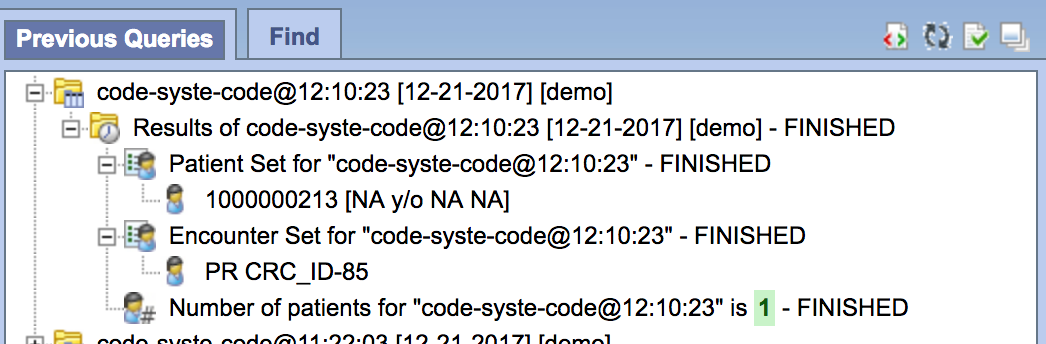 Previous Queries Find
code-syste-code@12:10:23 [12-21-2017] [demo]
Results of code-syste-code@12:10:23 [12-21-2017] [demo] - FINISHED
Patient Set for "code-syste-code@12:10:23" - FINISHED
1000000213 [NA y/o NA NA]
Encounter Set for "code-syste-code@12:10:23" - FINISHED
PR CRC_ID-85
Number of patients for "code-syste-code@12:10:23" is 1 - FINISHED
code-syste-code@11:22:03 [12-21-2017] [demo]